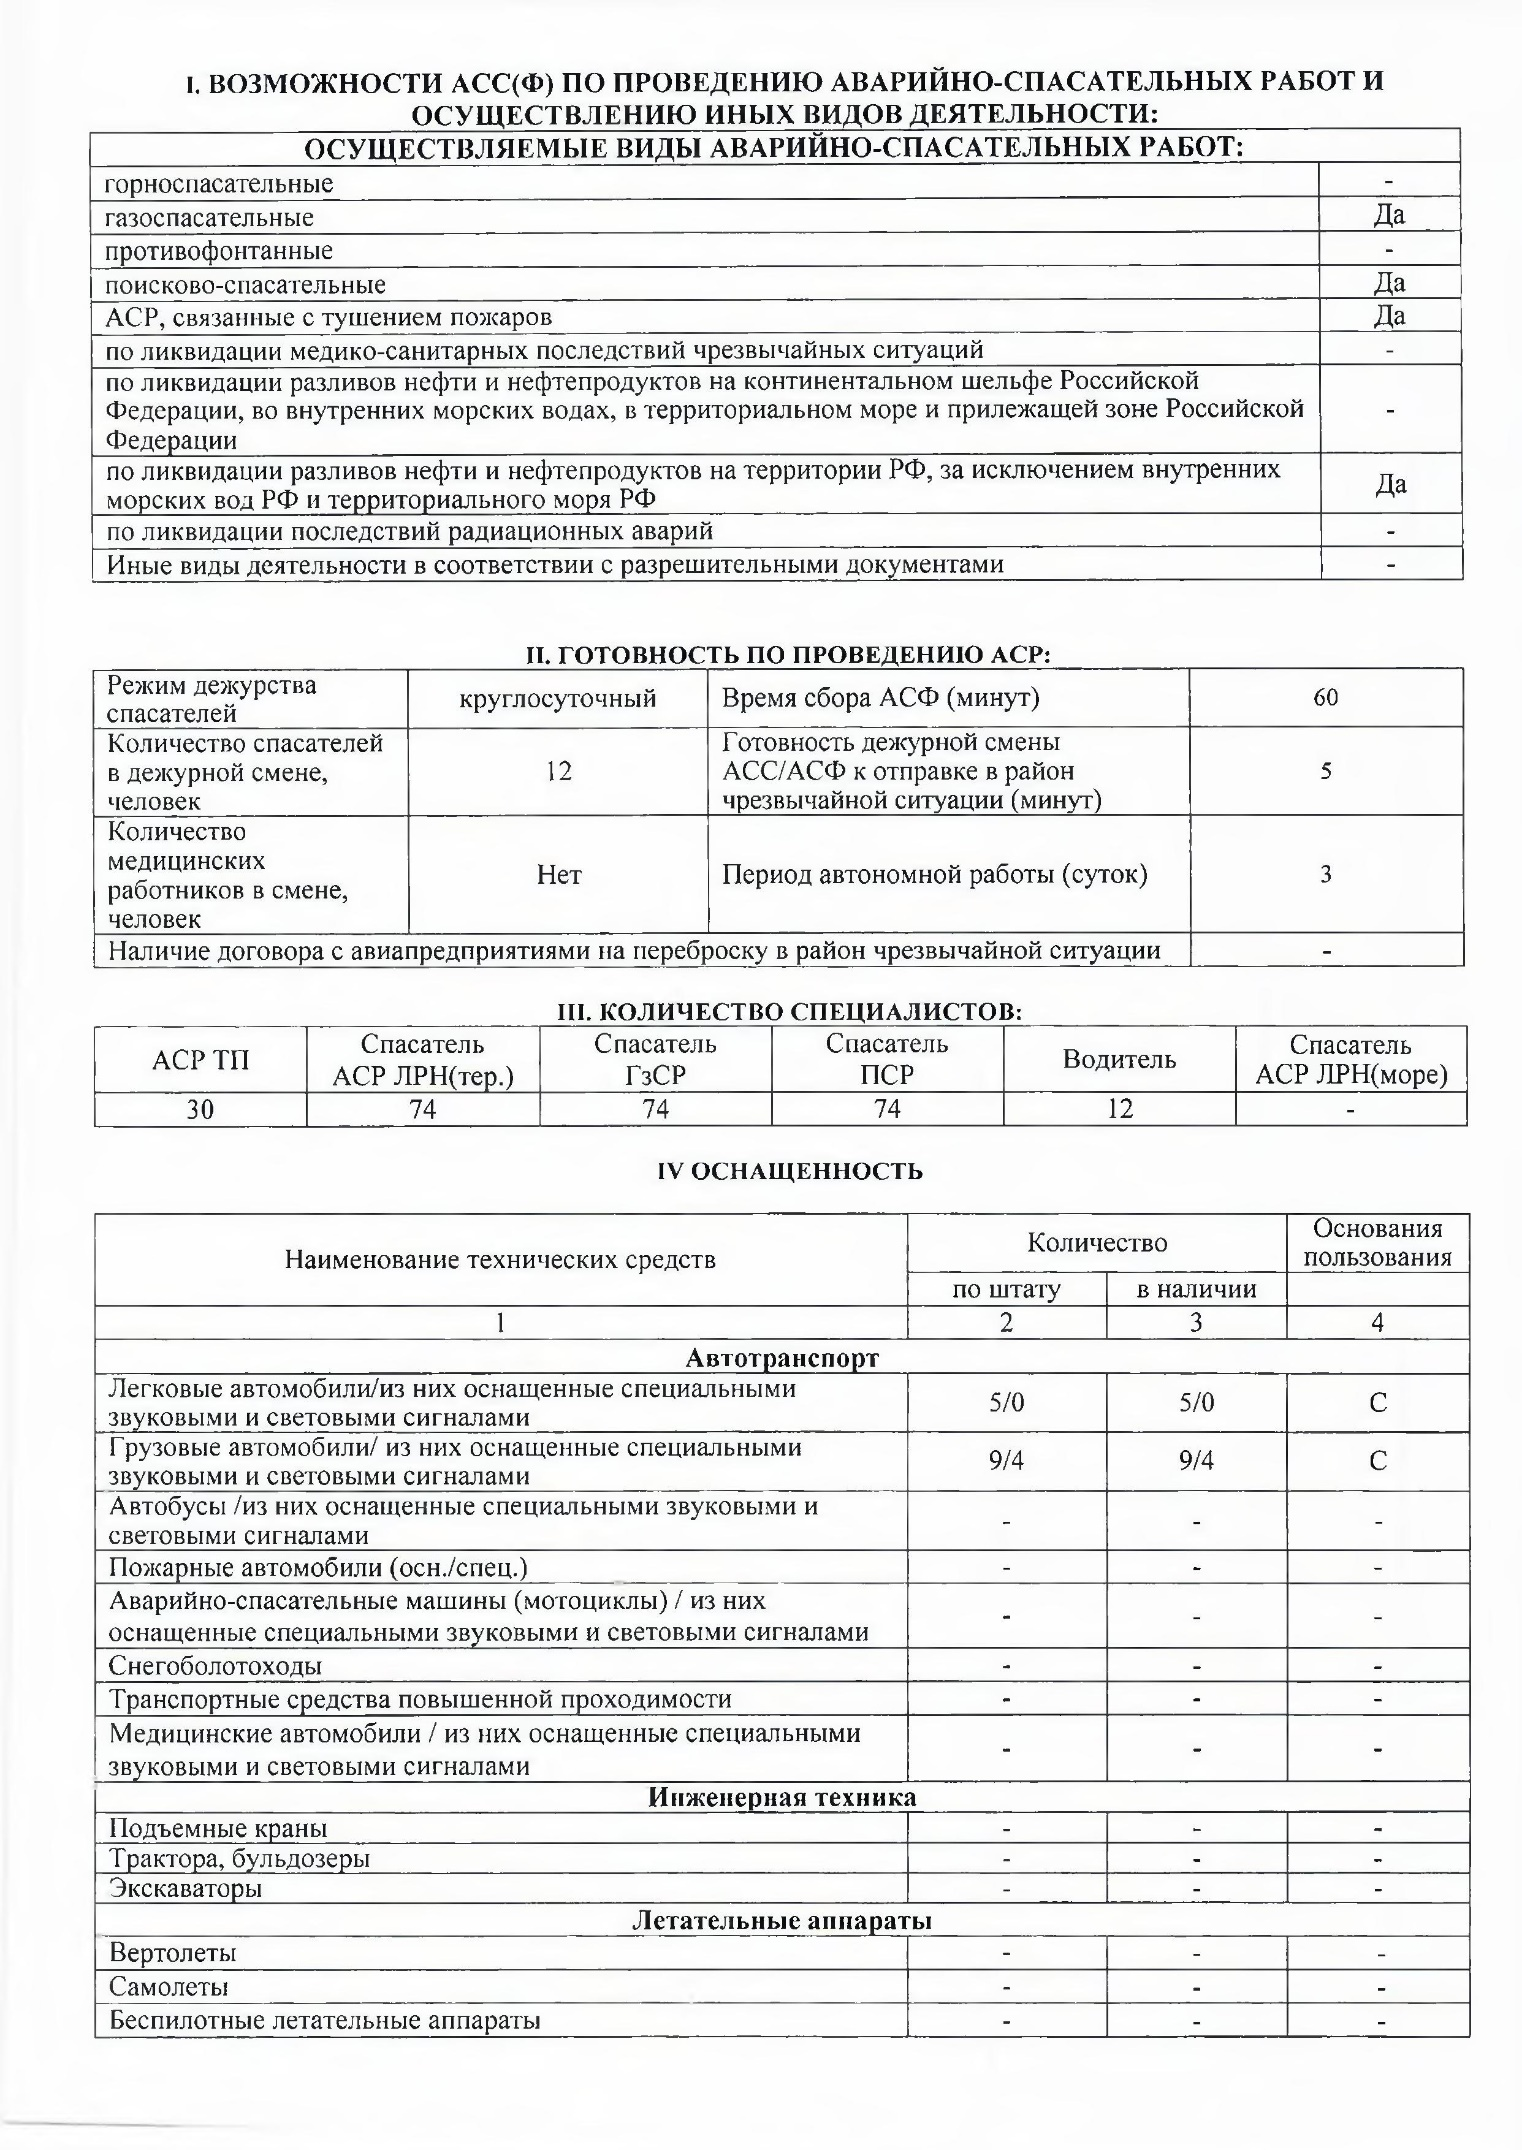 I. ВОЗМОЖНОСТИ АСС(Ф) ПО ПРОВЕДЕНИЮ АВАРИЙНО-СПАСАТЕЛЬНЫХ РАБОТ И
ОСУЩЕСТВЛЕНИЮ ИНЫХ ВИДОВ ДЕЯТЕЛЬНОСТИ:
ОСУЩЕСТВЛЯЕМЫЕ ВИДЫ АВАРИЙНО-СПАСАТЕЛЬНЫХ РАБОТ:
горноспасательные -
газоспасательные Да
противофонтанные -
поисково-спасательные Да
АСР, связанные с тушением пожаров Да
по ликвидации медико-санитарных последствий чрезвычайных ситуаций -
по ликвидации разливов нефти и нефтепродуктов на континентальном шельфе Российской
Федерации, во внутренних морских водах, в территориальном море и прилежащей зоне Российской
Федерации
-
по ликвидации разливов нефти и нефтепродуктов на территории РФ, за исключением внутренних
морских вод РФ и территориального моря РФ
Да
по ликвидации последствий радиационных аварий -
Иные виды деятельности в соответствии с разрешительными документами -
II. ГОТОВНОСТЬ ПО ПРОВЕДЕНИЮ АСР:
Режим дежурства
спасателей
круглосуточный
Время сбора АСФ (минут)
60
Количество спасателей
в дежурной смене,
человек
12
Готовность дежурной смены
АСС/АСФ к отправке в район
чрезвычайной ситуации (минут)
5
Количество
медицинских
работников в смене,
человек
Нет
Период автономной работы (суток)
3
Наличие договора с авиапредприятиями на переброску в район чрезвычайной ситуации -
III. КОЛИЧЕСТВО СПЕЦИАЛИСТОВ:
АСР ТП
Спасатель
АСР ЛРН(тер.)
Спасатель
ГзСР
Спасатель
ПСР
Водитель
Спасатель
АСР ЛРН(море)
30 74 74 74 12 -
IV ОСНАЩЕННОСТЬ
Наименование технических средств
Количество
Основания
пользования
по штату в наличии
1 2 3 4
Автотранспорт
Легковые автомобили/из них оснащенные специальными
звуковыми и световыми сигналами
5/0 5/0 С
Грузовые автомобили/ из них оснащенные специальными
звуковыми и световыми сигналами
9/4 9/4 С
Автобусы /из них оснащенные специальными звуковыми и
световыми сигналами
- - -
Пожарные автомобили (осн./спец.) - - -
Аварийно-спасательные машины (мотоциклы) / из них
оснащенные специальными звуковыми и световыми сигналами
- - -
Снегоболотоходы - - -
Транспортные средства повышенной проходимости - - -
Медицинские автомобили / из них оснащенные специальными
звуковыми и световыми сигналами
- - -
Инженерная техника
Подъемные краны - - -
Трактора, бульдозеры - - -
Экскаваторы - - -
Летательные аппараты
Вертолеты - - -
Самолеты - - -
Беспилотные летательные аппараты - - -